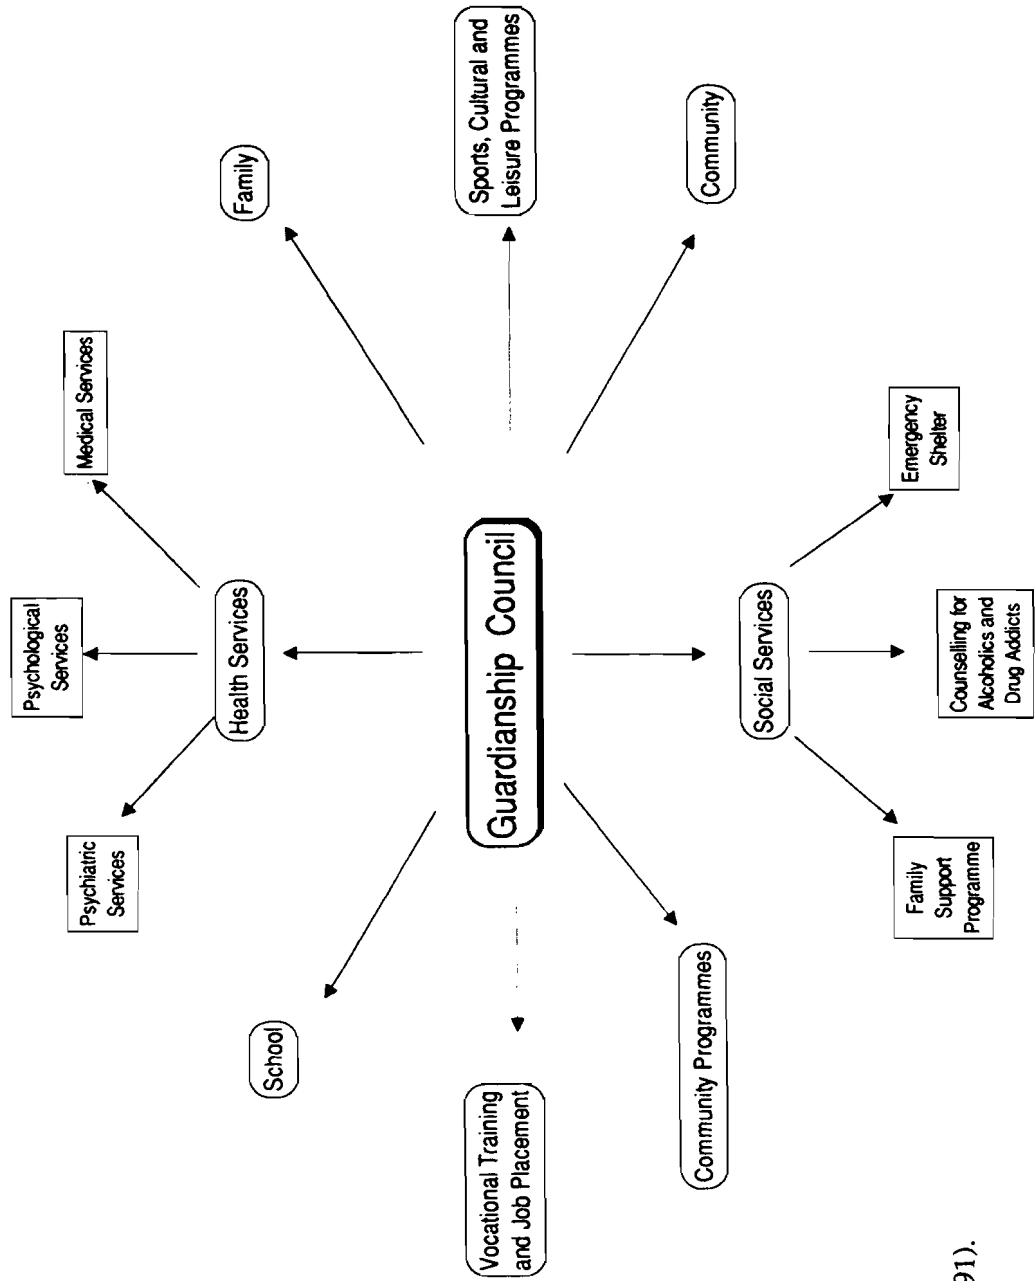 Psychological
Services
Psychiatric
Services
Medical Services
Health Services
School
Family
Vocational Training
and Job Placement
Guardianship Council
Sports, Cultural and
Leisure Programmes
Community Programmes
Community
Social Services
Family
Support
Programme
Counselling for
Alcoholics and
Drug Addicts
Emergency
Shelter
91).